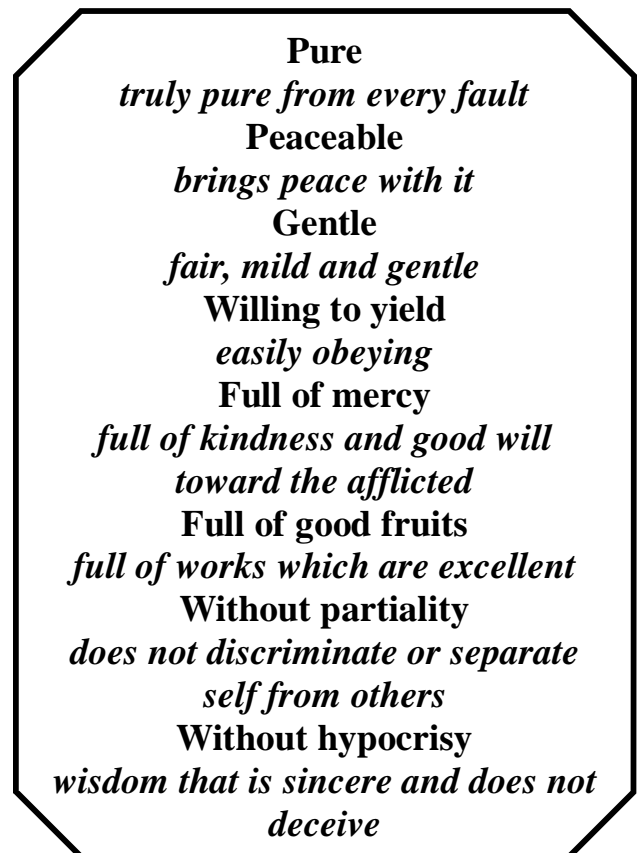 Pure
truly pure from every fault
Peaceable
brings peace with it
Gentle
fair, mild and gentle
Willing to yield
easily obeying
Full of mercy
full of kindness and good will
toward the afflicted
Full of good fruits
full of works which are excellent
Without partiality
does not discriminate or separate
self from others
Without hypocrisy
wisdom that is sincere and does not
deceive